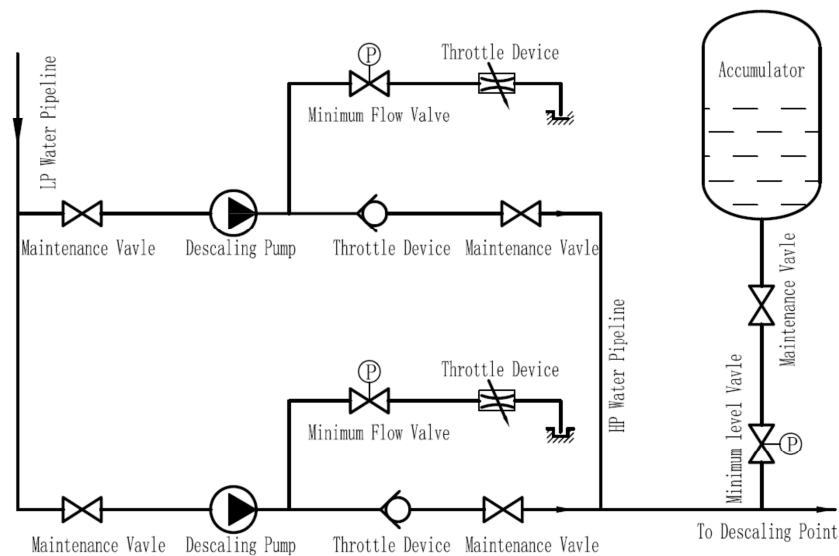 P
Throttle Device
Accumulator
Minimum Flow Valve
LP Water Pipeline
Maintenance Vavle
Descaling Pump
Throttle Device
Maintenance Vavle
Maintenance Vavle
HP Water Pipeline
P
Throttle Device
Minimum Flow Valve
Minimum level Vavle
P
Maintenance Vavle
Descaling Pump
Throttle Device
Maintenance Vavle
To Descaling Point